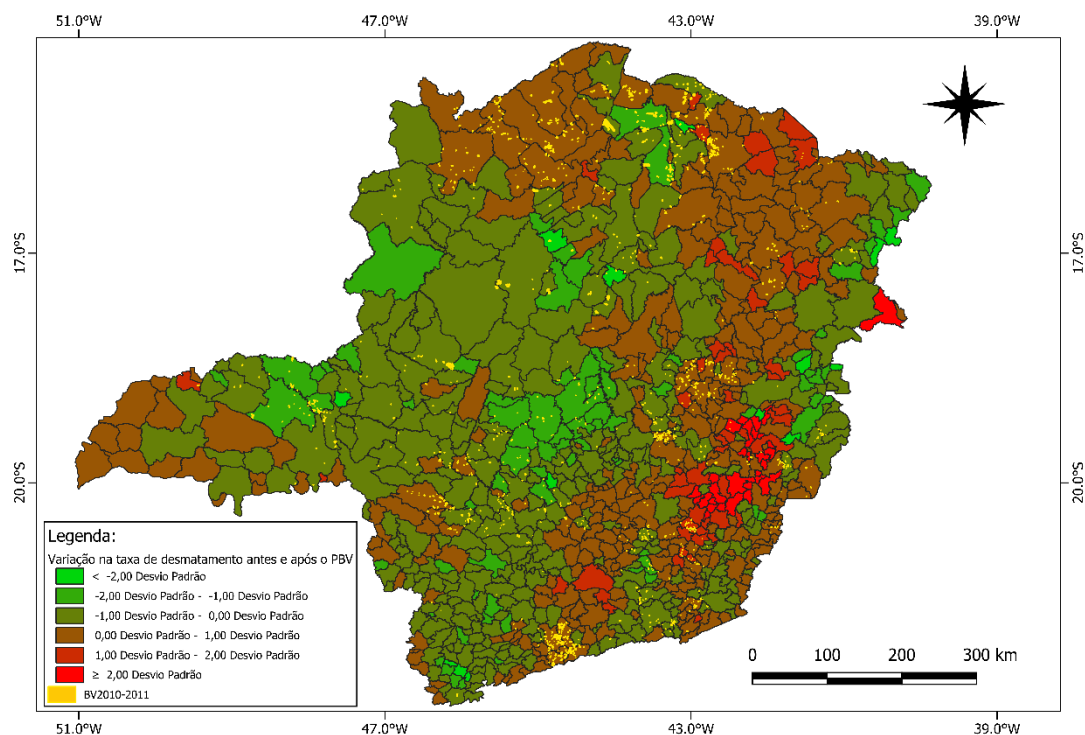 51.0°W 47.0°W 43.0°W 39.0°W
17.0°S 17.0°S
20.0°S 20.0°S
Legenda:
Variação na taxa de desmatamento antes e após o PBV
< -2,00 Desvio Padrão
-2,00 Desvio Padrão - -1,00 Desvio Padrão
-1,00 Desvio Padrão - 0,00 Desvio Padrão
0,00 Desvio Padrão - 1,00 Desvio Padrão
1,00 Desvio Padrão - 2,00 Desvio Padrão
≥ 2,00 Desvio Padrão
BV2010-2011
0 100 200 300 km
51.0°W 47.0°W 43.0°W 39.0°W